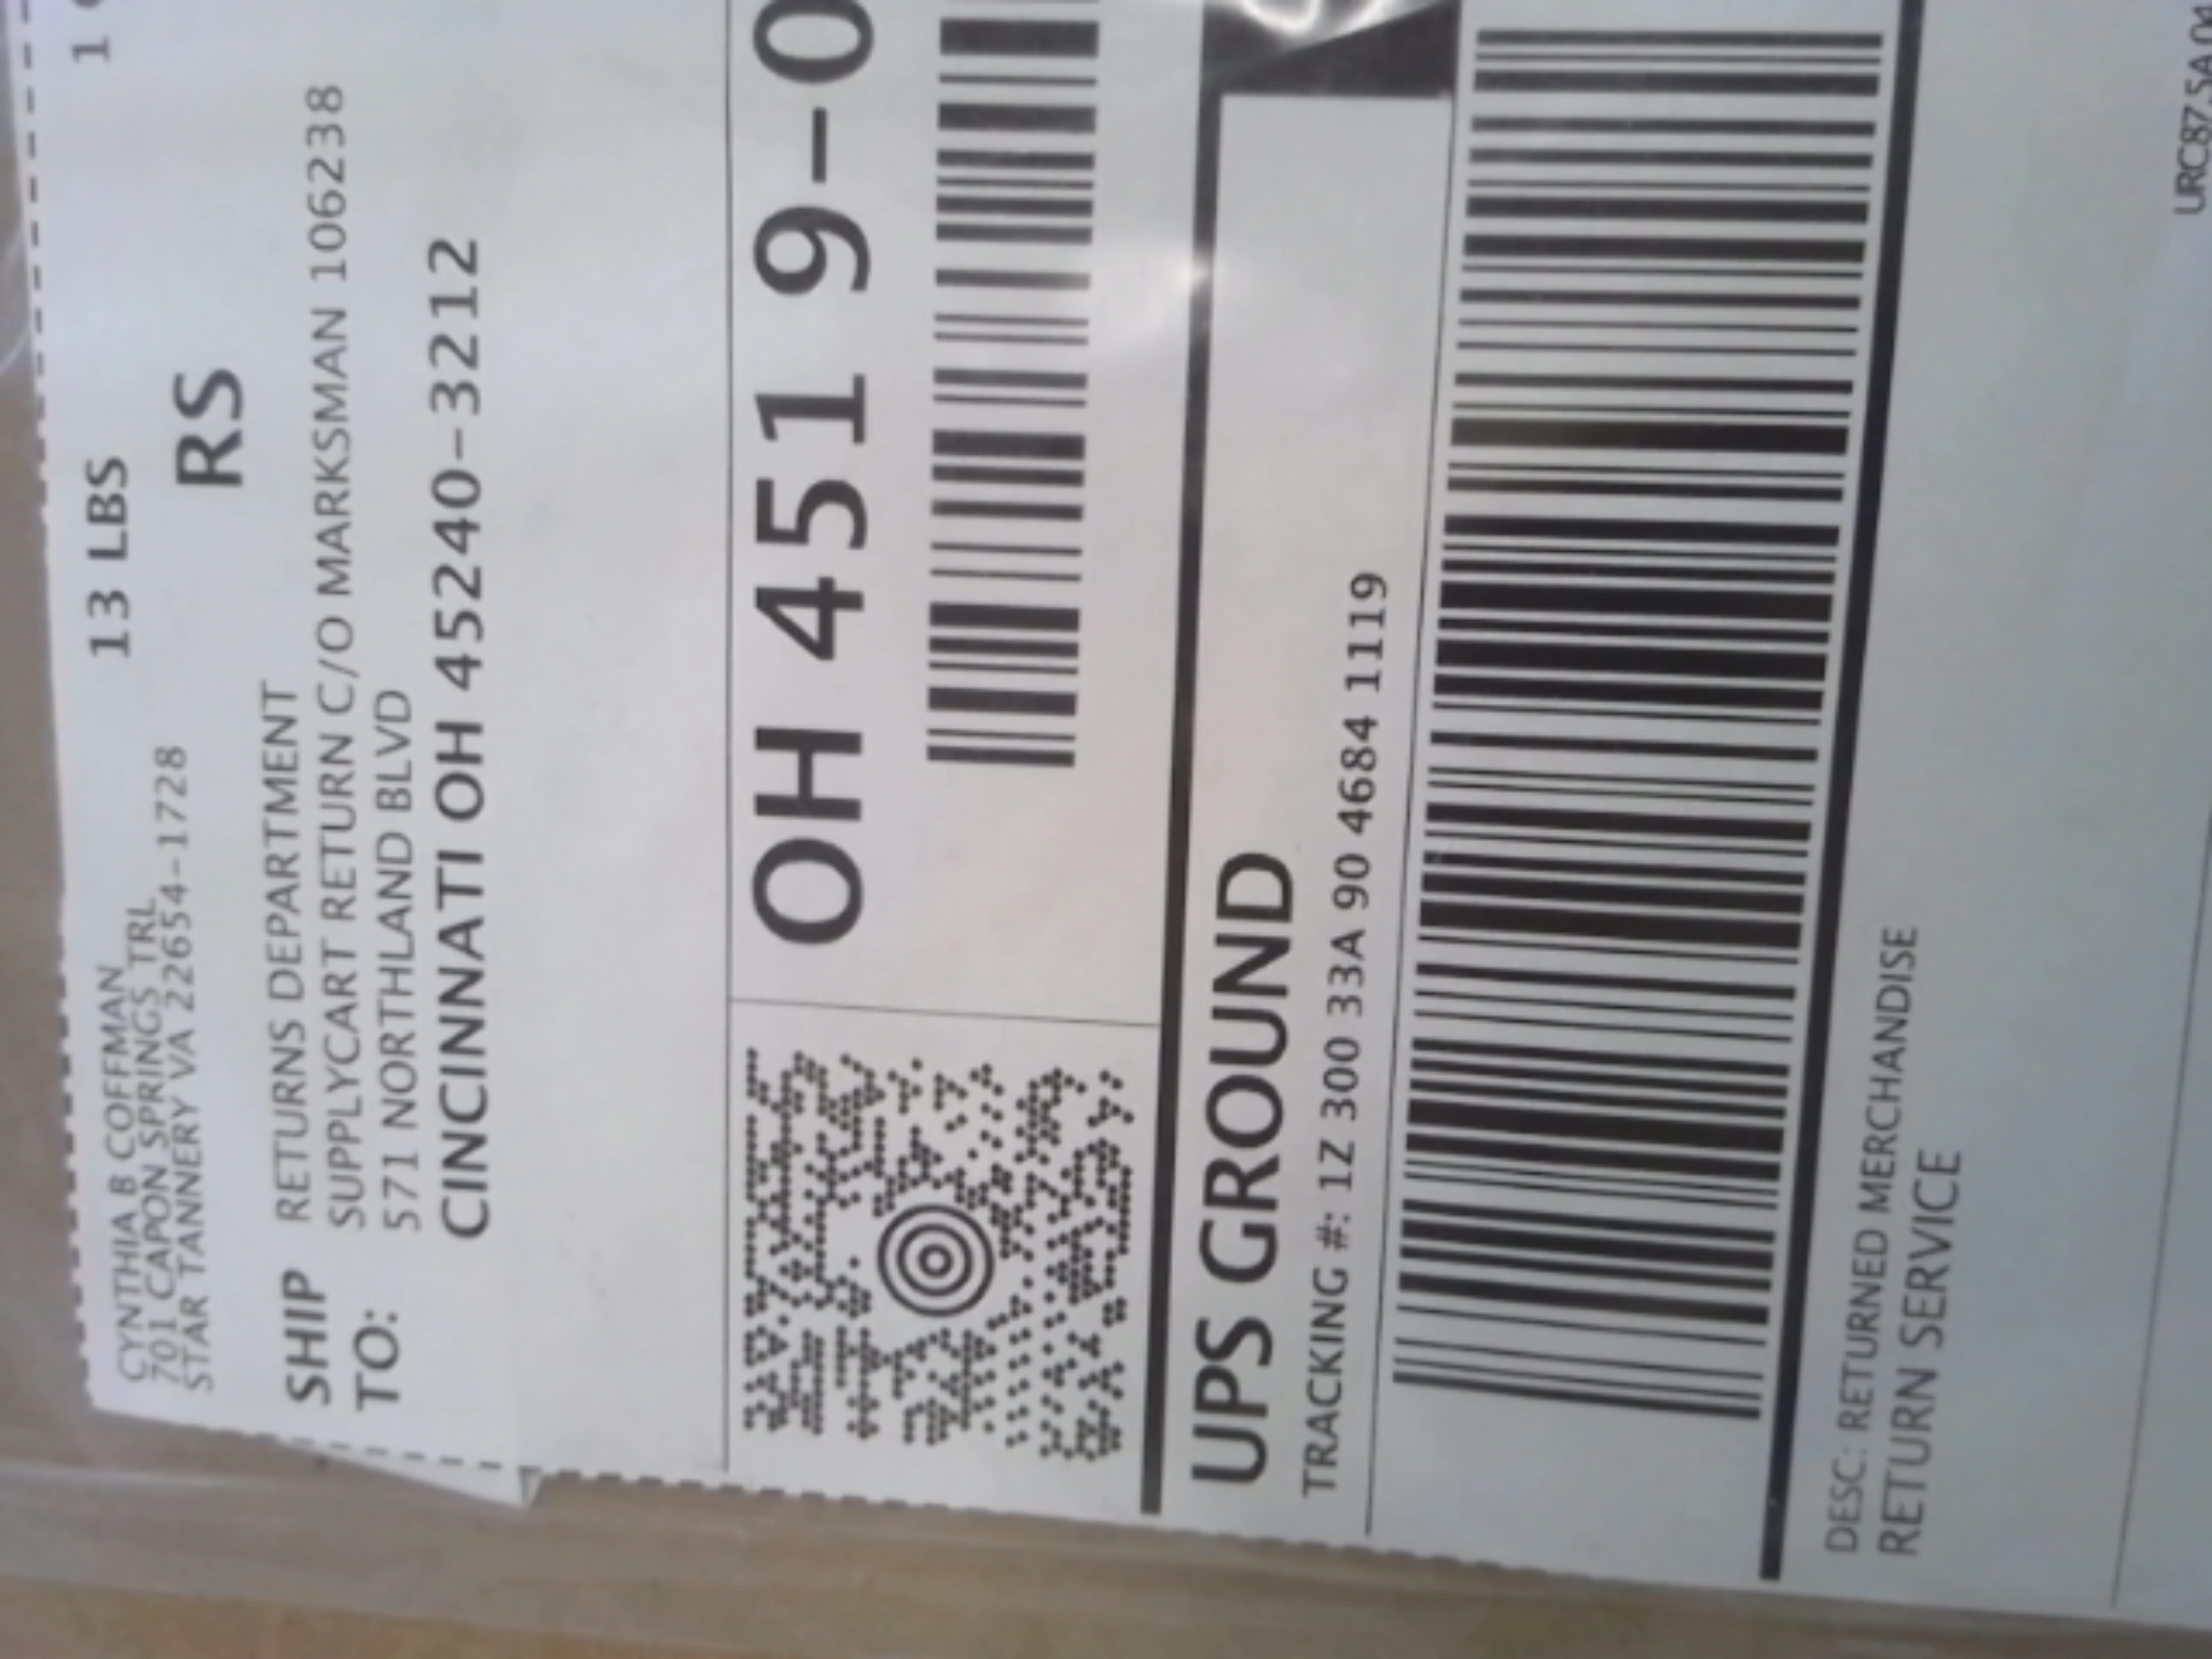 CYNTHIA B COFFMAN
701 CAPON SPRINGS TRL
STAR TANNERY VA 22654-1728
13 LBS
1
RS
SHIP TO:
RETURNS DEPARTMENT
SUPPLYCART RETURN C/O MARKSMAN 106238
571 NORTHLAND BLVD
CINCINNATI OH 45240-3212
OH 451 9-0
UPS GROUND
TRACKING #: 1Z 300 33A 90 4684 1119
DESC: RETURNED MERCHANDISE
RETURN SERVICE